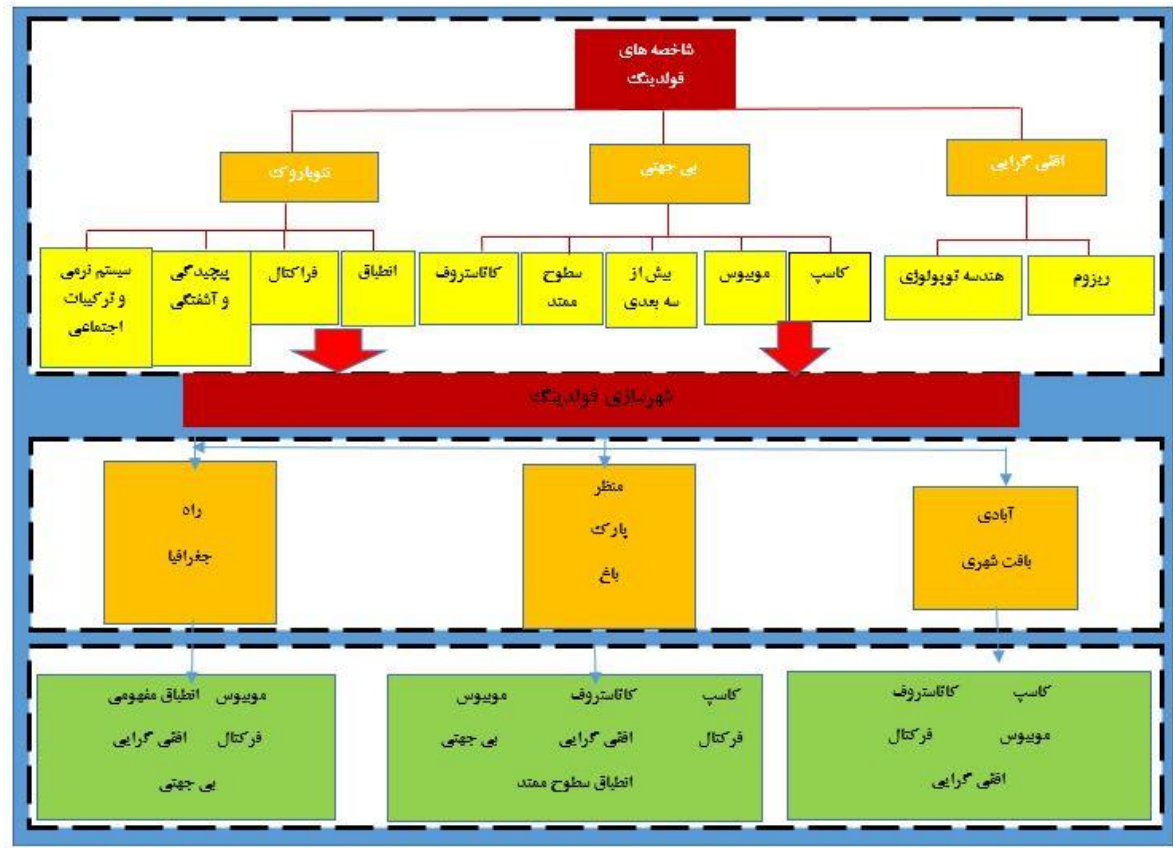 شاخصه های
فولدینگ
افقی گرایی
بی جهتی
نئوباروک
ریزوم
هندسه توپولوژی
کاسپ
موبیوس
بیش از
سه بعدی
سطوح
ممتد
کاتاستروف
انطباق
فراکتال
پیچیدگی
و آشفتگی
سیستم نرمی
و ترکیبات
اجتماعی
شهرسازی فولدینگ
آبادی
بافت شهری
منظر
پارک
باغ
راه
جغرافیا
کاسپ کاتاستروف
موبیوس فرکتال
افقی گرایی
کاسپ کاتاستروف موبیوس
فرکتال افقی گرایی بی جهتی
انطباق سطوح ممتد
موبیوس انطباق مفهومی
فرکتال افقی گرایی
بی جهتی